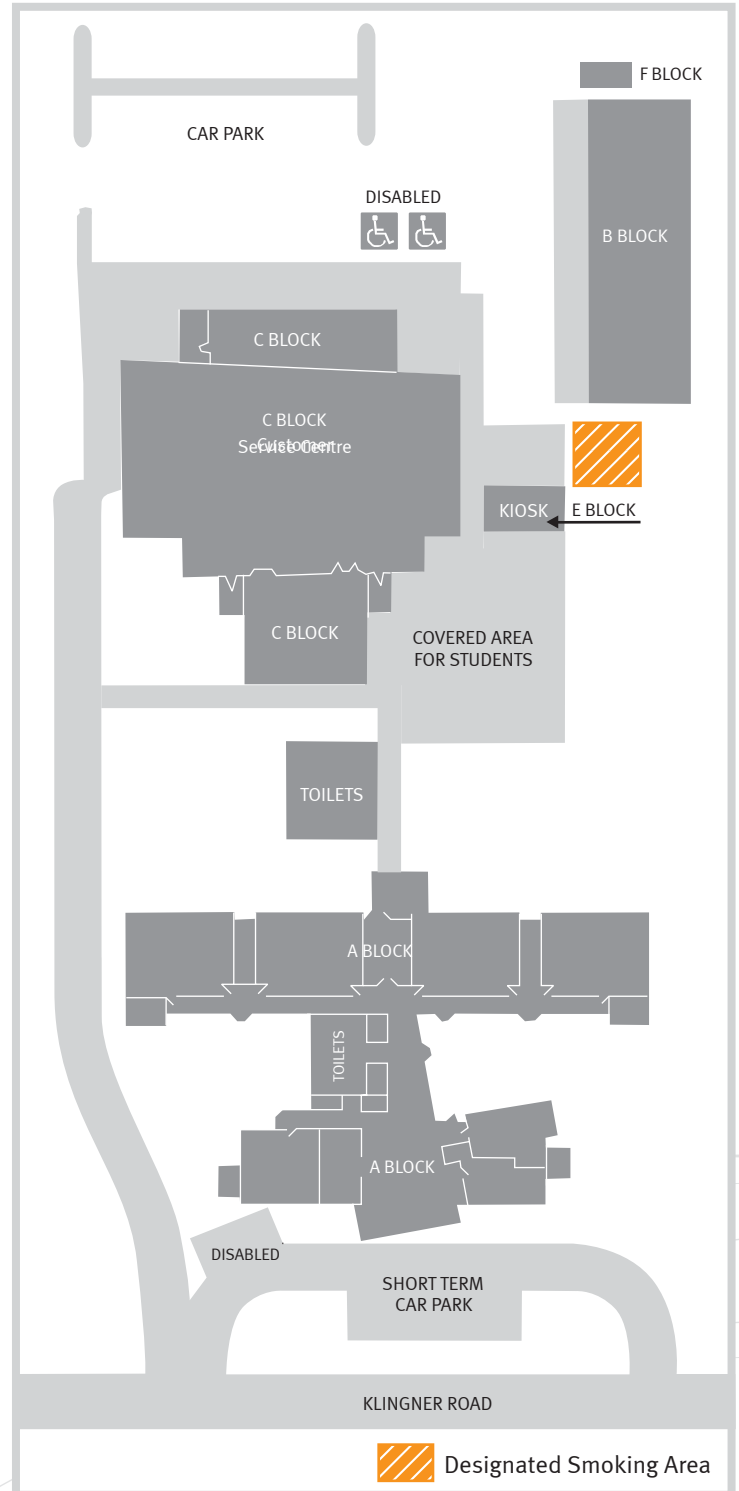 F BLOCK
CAR PARK
DISABLED
B BLOCK
C BLOCK
C BLOCK
Customer
Service Centre
KIOSK
E BLOCK
C BLOCK
COVERED AREA
FOR STUDENTS
TOILETS
A BLOCK
TOILETS
A BLOCK
DISABLED
SHORT TERM
CAR PARK
KLINGNER ROAD
Designated Smoking Area